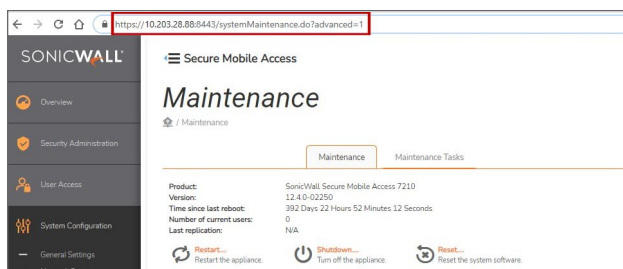 https://10.203.28.88:8443/systemMaintenance.do?advanced=1
SONICWALL
Secure Mobile Access
Maintenance
/ Maintenance
Overview
Security Administration
User Access
System Configuration
General Settings
Maintenance
Maintenance Tasks
Product: SonicWall Secure Mobile Access 7210
Version: 12.4.0-02250
Time since last reboot: 392 Days 22 Hours 52 Minutes 12 Seconds
Number of current users: 0
Last replication: N/A
Restart...
Restart the appliance.
Shutdown...
Turn off the appliance.
Reset...
Reset the system software.